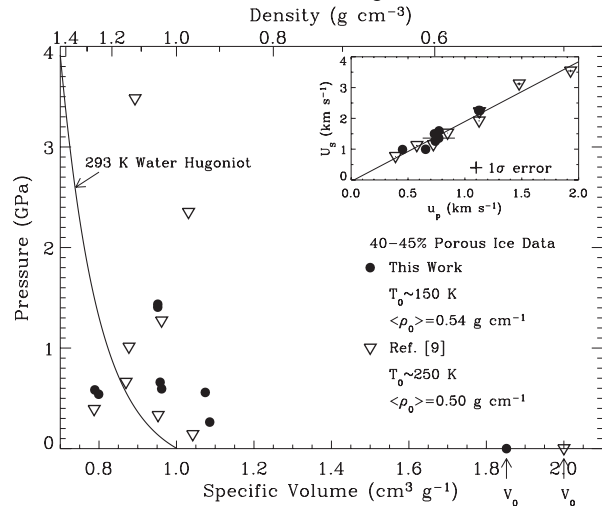 Density (g cm⁻³)
1.4 1.2 1.0 0.8 0.6
4
3
2
1
0
Pressure (GPa)
293 K Water Hugoniot
4
3
2
1
0
U_S (km s⁻¹)
+ 1σ error
0.0 0.5 1.0 1.5 2.0
u_p (km s⁻¹)
40−45% Porous Ice Data
This Work
T₀~150 K
<ρ₀>=0.54 g cm⁻¹
Ref. [9]
T₀~250 K
<ρ₀>=0.50 g cm⁻¹
0.8 1.0 1.2 1.4 1.6 1.8 2.0
Specific Volume (cm³ g⁻¹)
V₀ V₀